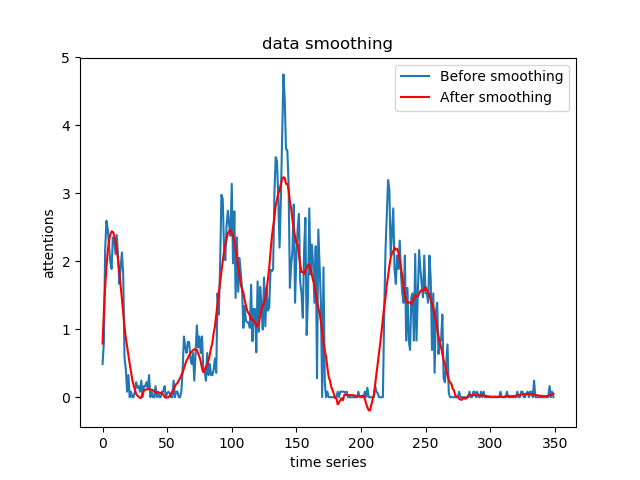 data smoothing
Before smoothing
After smoothing
attentions
5
4
3
2
1
0
0 50 100 150 200 250 300 350
time series